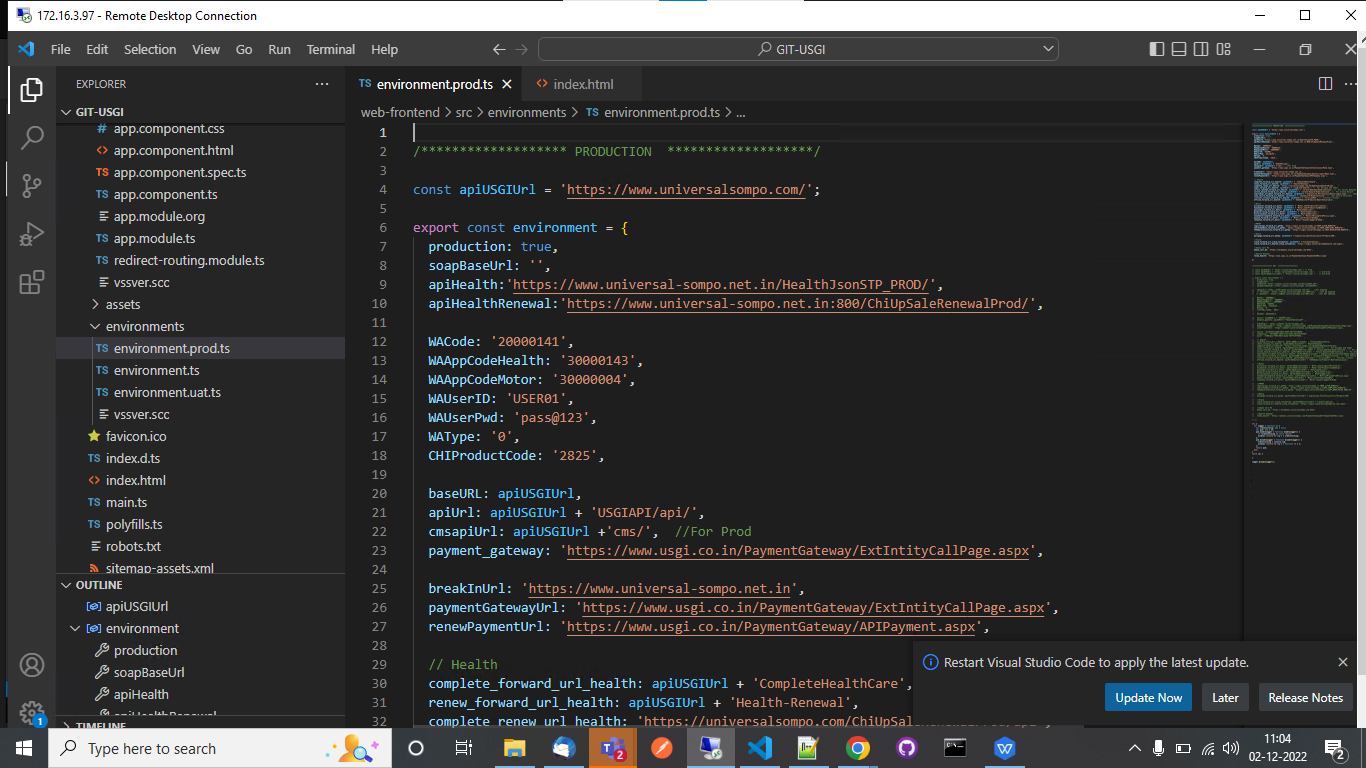 172.16.3.97 - Remote Desktop Connection
File Edit Selection View Go Run Terminal Help
GIT-USGI
EXPLORER
GIT-USGI
app.component.css
app.component.html
app.component.spec.ts
app.component.ts
app.module.org
app.module.ts
redirect-routing.module.ts
vssver.scc
assets
environments
environment.prod.ts
environment.ts
environment.uat.ts
vssver.scc
favicon.ico
index.d.ts
index.html
main.ts
polyfills.ts
robots.txt
sitemap-assets.xml
OUTLINE
apiUSGIUrl
environment
production
soapBaseUrl
apiHealth
apiHealthRenewal
TIMELINE
TS environment.prod.ts
index.html
web-frontend > src > environments > TS environment.prod.ts > ...
1
2 /******************* PRODUCTION *******************/
3
4 const apiUSGIUrl = 'https://www.universalsompo.com/';
5
6 export const environment = {
7 production: true,
8 soapBaseUrl: '',
9 apiHealth:'https://www.universal-sompo.net.in/HealthJsonSTP_PROD/',
10 apiHealthRenewal:'https://www.universal-sompo.net.in:800/ChiUpSaleRenewalProd/',
11
12 WACode: '20000141',
13 WAAppCodeHealth: '30000143',
14 WAAppCodeMotor: '30000004',
15 WAUserID: 'USER01',
16 WAUserPwd: 'pass@123',
17 WAType: '0',
18 CHIProductCode: '2825',
19
20 baseURL: apiUSGIUrl,
21 apiUrl: apiUSGIUrl + 'USGIAPI/api/',
22 cmsapiUrl: apiUSGIUrl +'cms/', //For Prod
23 payment_gateway: 'https://www.usgi.co.in/PaymentGateway/ExtIntityCallPage.aspx',
24
25 breakInUrl: 'https://www.universal-sompo.net.in',
26 paymentGatewayUrl: 'https://www.usgi.co.in/PaymentGateway/ExtIntityCallPage.aspx',
27 renewPaymentUrl: 'https://www.usgi.co.in/PaymentGateway/APIPayment.aspx',
28
29 // Health
30 complete_forward_url_health: apiUSGIUrl + 'CompleteHealthCare',
31 renew_forward_url_health: apiUSGIUrl + 'Health-Renewal',
32 complete_renew_url_health: 'https://universalsompo.com/
Restart Visual Studio Code to apply the latest update.
Update Now
Later
Release Notes
Type here to search
11:04
02-12-2022